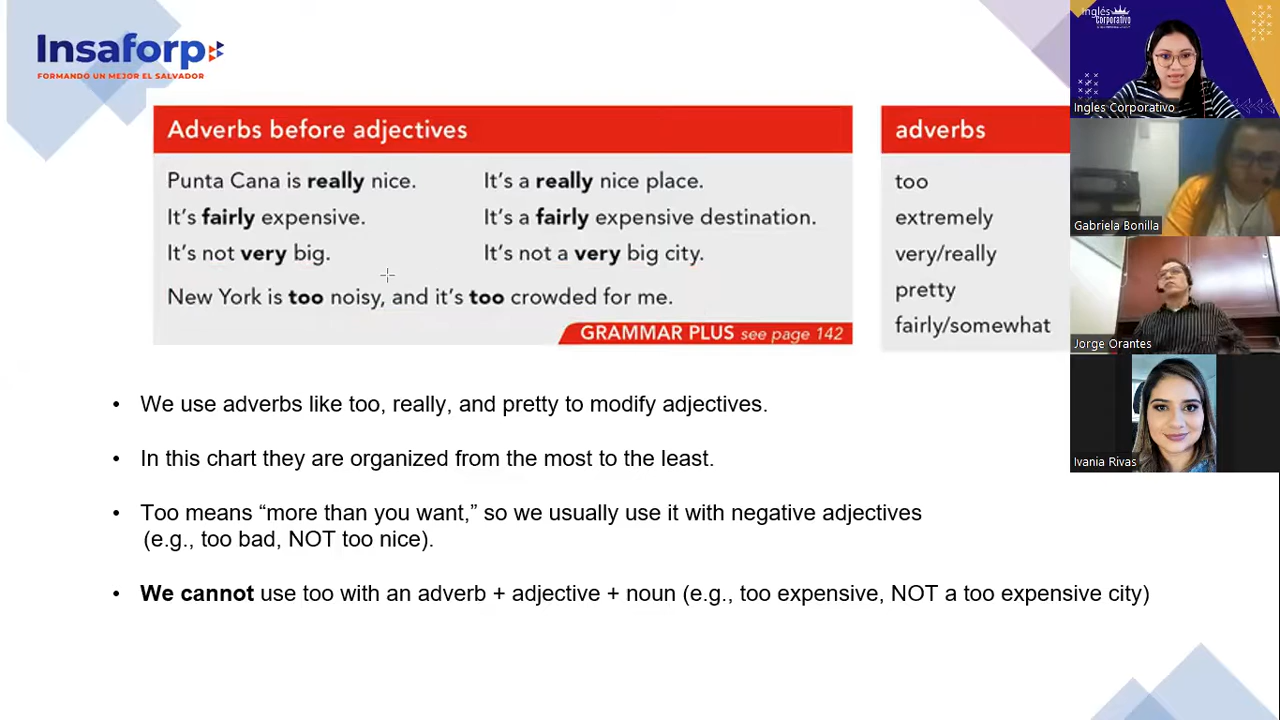 Insaforp
FORMANDO UN MEJOR EL SALVADOR
Adverbs before adjectives
Punta Cana is really nice.
It's a really nice place.
It's fairly expensive.
It's a fairly expensive destination.
It's not very big.
It's not a very big city.
New York is too noisy, and it's too crowded for me.
GRAMMAR PLUS see page 142
adverbs
too
extremely
very/really
pretty
fairly/somewhat
• We use adverbs like too, really, and pretty to modify adjectives.
• In this chart they are organized from the most to the least.
• Too means “more than you want,” so we usually use it with negative adjectives
(e.g., too bad, NOT too nice).
• We cannot use too with an adverb + adjective + noun (e.g., too expensive, NOT a too expensive city)
Inglés
Corporativo
Ingles Corporativo
Gabriela Bonilla
Jorge Orantes
Ivania Rivas